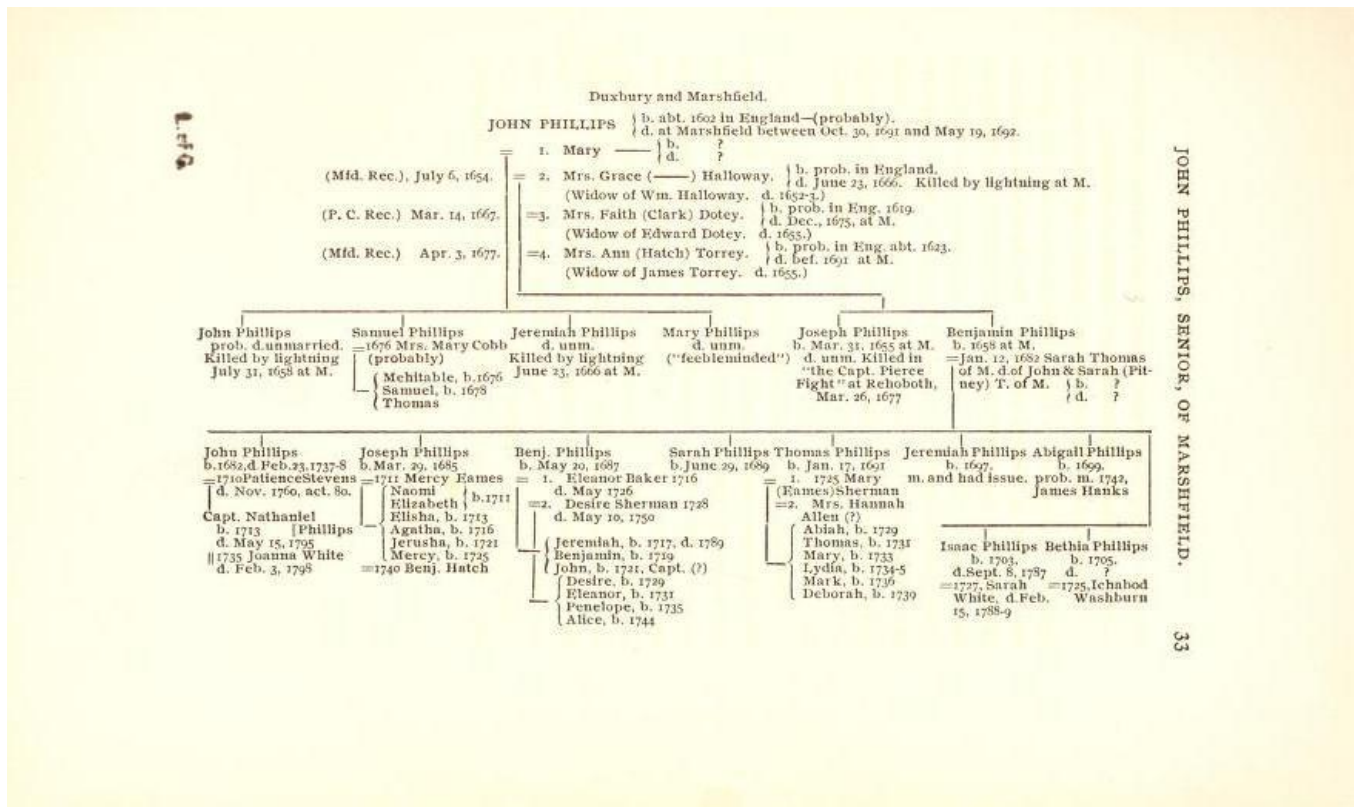 Duxbury and Marshfield.
JOHN PHILLIPS { b. abt. 1602 in England—(probably).
{ d. at Marshfield between Oct. 30, 1691 and May 19, 1692.
= 1. Mary —— { b. ?
{ d. ?
(Mfd. Rec.), July 6, 1654. = 2. Mrs. Grace (——) Halloway. { b. prob. in England.
{ d. June 23, 1666. Killed by lightning at M.
(Widow of Wm. Halloway. d. 1652-3.)
(P. C. Rec.) Mar. 14, 1667. =3. Mrs. Faith (Clark) Dotey. { b. prob. in Eng. 1619.
{ d. Dec., 1675, at M.
(Widow of Edward Dotey. d. 1655.)
(Mfd. Rec.) Apr. 3, 1677. =4. Mrs. Ann (Hatch) Torrey. { b. prob. in Eng. abt. 1623.
{ d. bef. 1691 at M.
(Widow of James Torrey. d. 1655.)
John Phillips
prob. d.unmarried.
Killed by lightning
July 31, 1658 at M.
Samuel Phillips
=1676 Mrs. Mary Cobb
(probably)
{ Mehitable, b.1676
{ Samuel, b. 1678
{ Thomas
Jeremiah Phillips
d. unm.
Killed by lightning
June 23, 1666 at M.
Mary Phillips
d. unm.
("feebleminded")
Joseph Phillips
b. Mar. 31, 1655 at M.
d. unm. Killed in
"the Capt. Pierce
Fight" at Rehoboth,
Mar. 26, 1677
Benjamin Phillips
b. 1658 at M.
=Jan. 12, 1682 Sarah Thomas
of M. d.of John & Sarah (Pit-
ney) T. of M. { b. ?
{ d. ?
John Phillips
b.1682,d.Feb.23,1737-8
=1710PatienceStevens
d. Nov. 1760, aet. 80.
Capt. Nathaniel
b. 1713 [Phillips
d. May 15, 1795
||1735 Joanna White
d. Feb. 3, 1798
Joseph Phillips
b.Mar. 29, 1685
=1711 Mercy Eames
{ Naomi
{ Elizabeth } b.1711
{ Elisha, b. 1713
{ Agatha, b. 1716
{ Jerusha, b. 1721
{ Mercy, b. 1725
=1740 Benj. Hatch
Benj. Phillips
b. May 20, 1687
= 1. Eleanor Baker 1716
d. May 1726
=2. Desire Sherman 1728
d. May 10, 1750
{ Jeremiah, b. 1717, d. 1789
{ Benjamin, b. 1719
{ John, b. 1721, Capt. (?)
{ Desire, b. 1729
{ Eleanor, b. 1731
{ Penelope, b. 1735
{ Alice, b. 1744
Sarah Phillips
b.June 29, 1689
Thomas Phillips
b. Jan. 17, 1691
= 1. 1725 Mary
(Eames)Sherman
=2. Mrs. Hannah
Allen (?)
{ Abiah, b. 1729
{ Thomas, b. 1731
{ Mary, b. 1733
{ Lydia, b. 1734-5
{ Mark, b. 1736
{ Deborah, b. 1739
Jeremiah Phillips
b. 1697,
m. and had issue.
Abigail Phillips
b. 1699.
prob. m. 1742,
James Hanks
Isaac Phillips
b. 1703,
d.Sept. 8, 1787
=1727, Sarah
White, d.Feb.
15, 1788-9
Bethia Phillips
b. 1705.
d. ?
=1725,Ichabod
Washburn
JOHN PHILLIPS, SENIOR, OF MARSHFIELD. 33
L. of C.